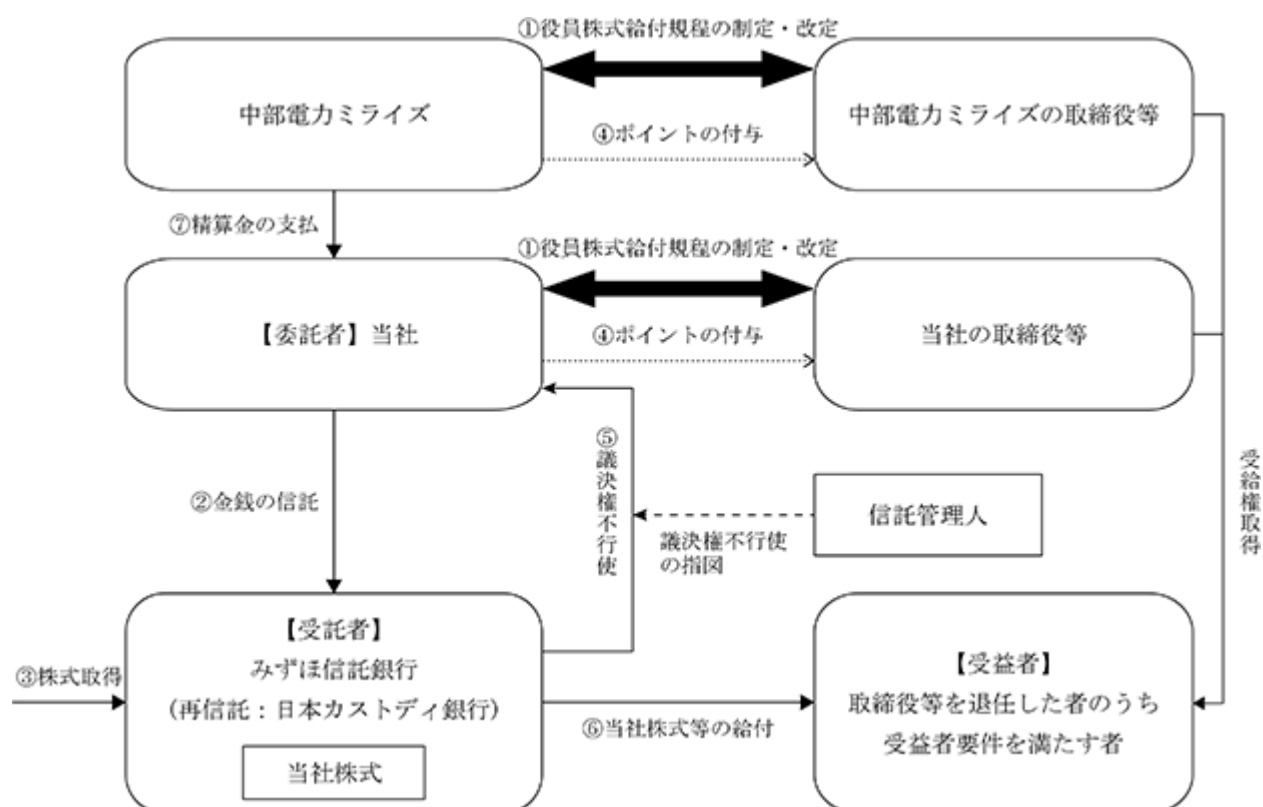 ①役員株式給付規程の制定・改定
中部電力ミライズ
中部電力ミライズの取締役等
④ポイントの付与
⑦精算金の支払
①役員株式給付規程の制定・改定
【委託者】当社
当社の取締役等
④ポイントの付与
②金銭の信託
⑤議決権不行使
信託管理人
議決権不行使
の指図
受給権取得
③株式取得
【受託者】
みずほ信託銀行
(再信託：日本カストディ銀行)
当社株式
⑥当社株式等の給付
【受益者】
取締役等を退任した者のうち
受益者要件を満たす者